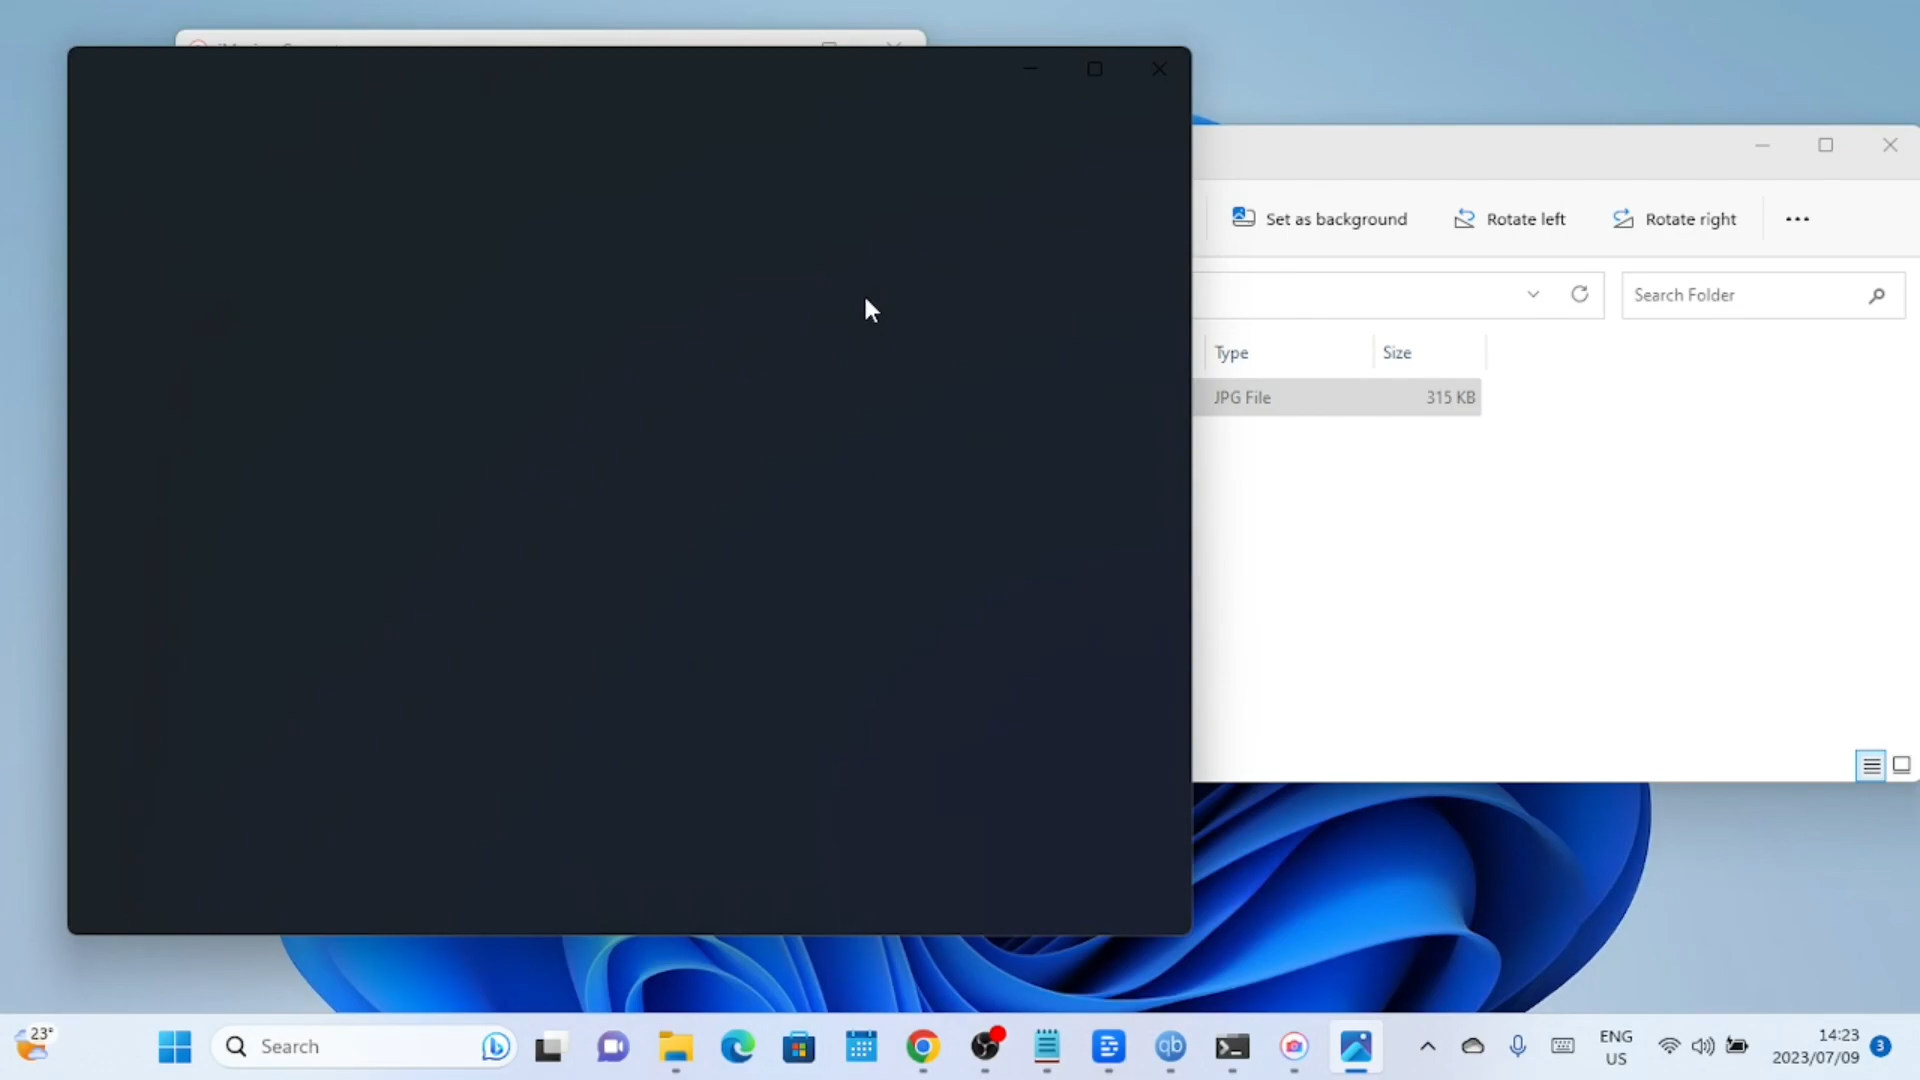 Set as background
Rotate left
Rotate right
Search Folder
Type
Size
JPG File
315 KB
23°
Search
qb
ENG
US
14:23
2023/07/09
3